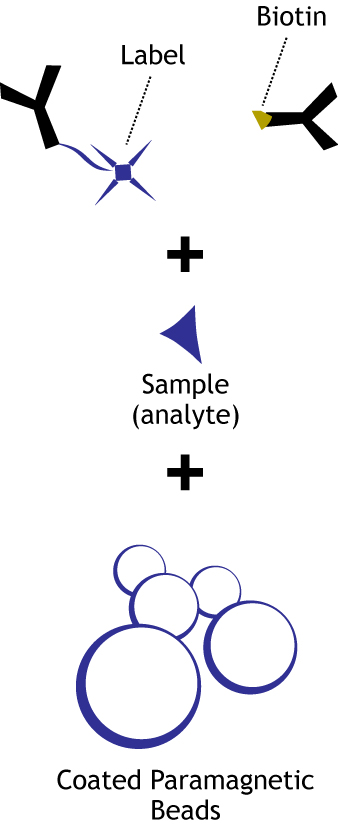 Biotin
Label
+
Sample
(analyte)
+
Coated Paramagnetic
Beads